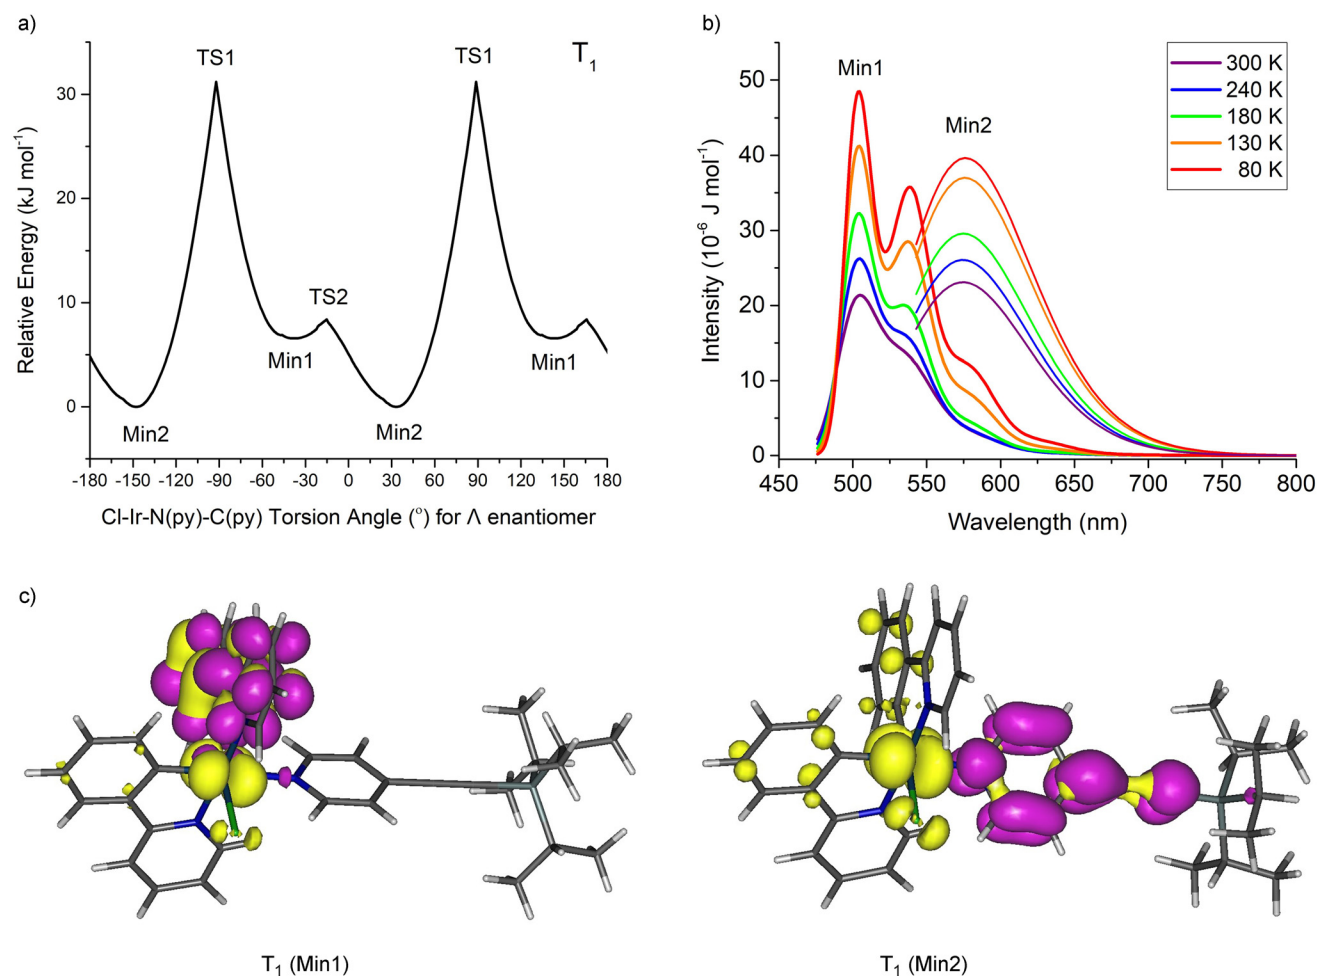 a)
T1
TS1
TS1
TS2
Min1
Min1
Min2
Min2
Relative Energy (kJ mol-1)
30
20
10
0
-180 -150 -120 -90 -60 -30 0 30 60 90 120 150 180
Cl-Ir-N(py)-C(py) Torsion Angle (°) for Λ enantiomer
b)
Min1
Min2
300 K
240 K
180 K
130 K
80 K
Intensity (10-6 J mol-1)
50
40
30
20
10
0
450 500 550 600 650 700 750 800
Wavelength (nm)
c)
T1 (Min1)
T1 (Min2)